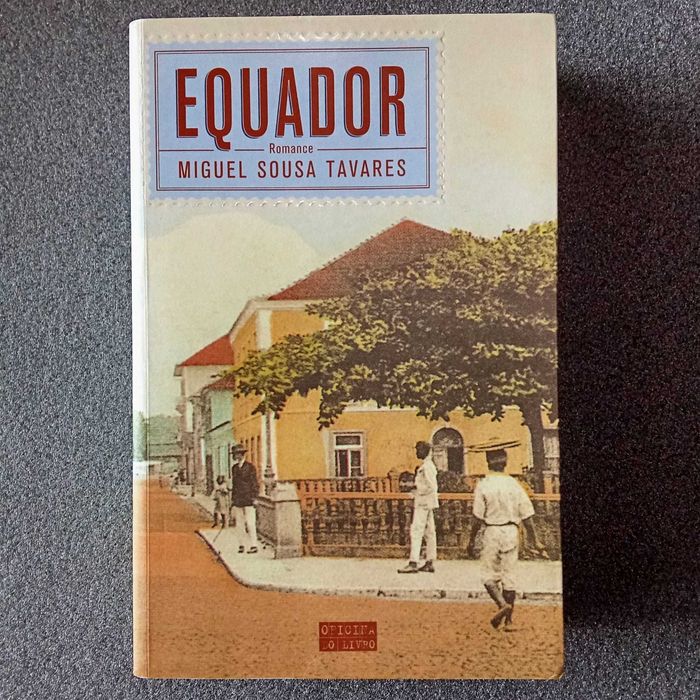 EQUADOR
Romance
MIGUEL SOUSA TAVARES
OFICINA
DO LIVRO